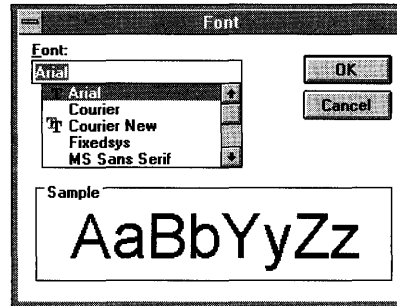 Font
Font:
Arial
OK
Arial
Courier
Cancel
Courier New
Fixedsys
MS Sans Serif
Sample
AaBbYyZz